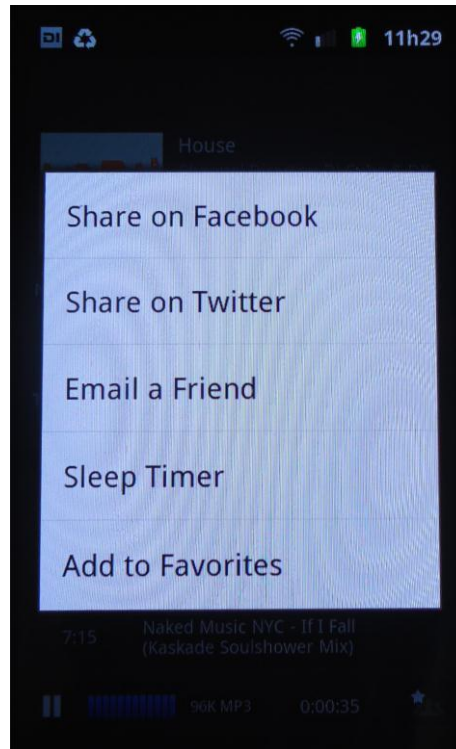 DI
11h29
House
Share on Facebook
Share on Twitter
Email a Friend
Sleep Timer
Add to Favorites
7:15 Naked Music NYC - If I Fall
(Kaskade Soulshower Mix)
96K MP3 0:00:35